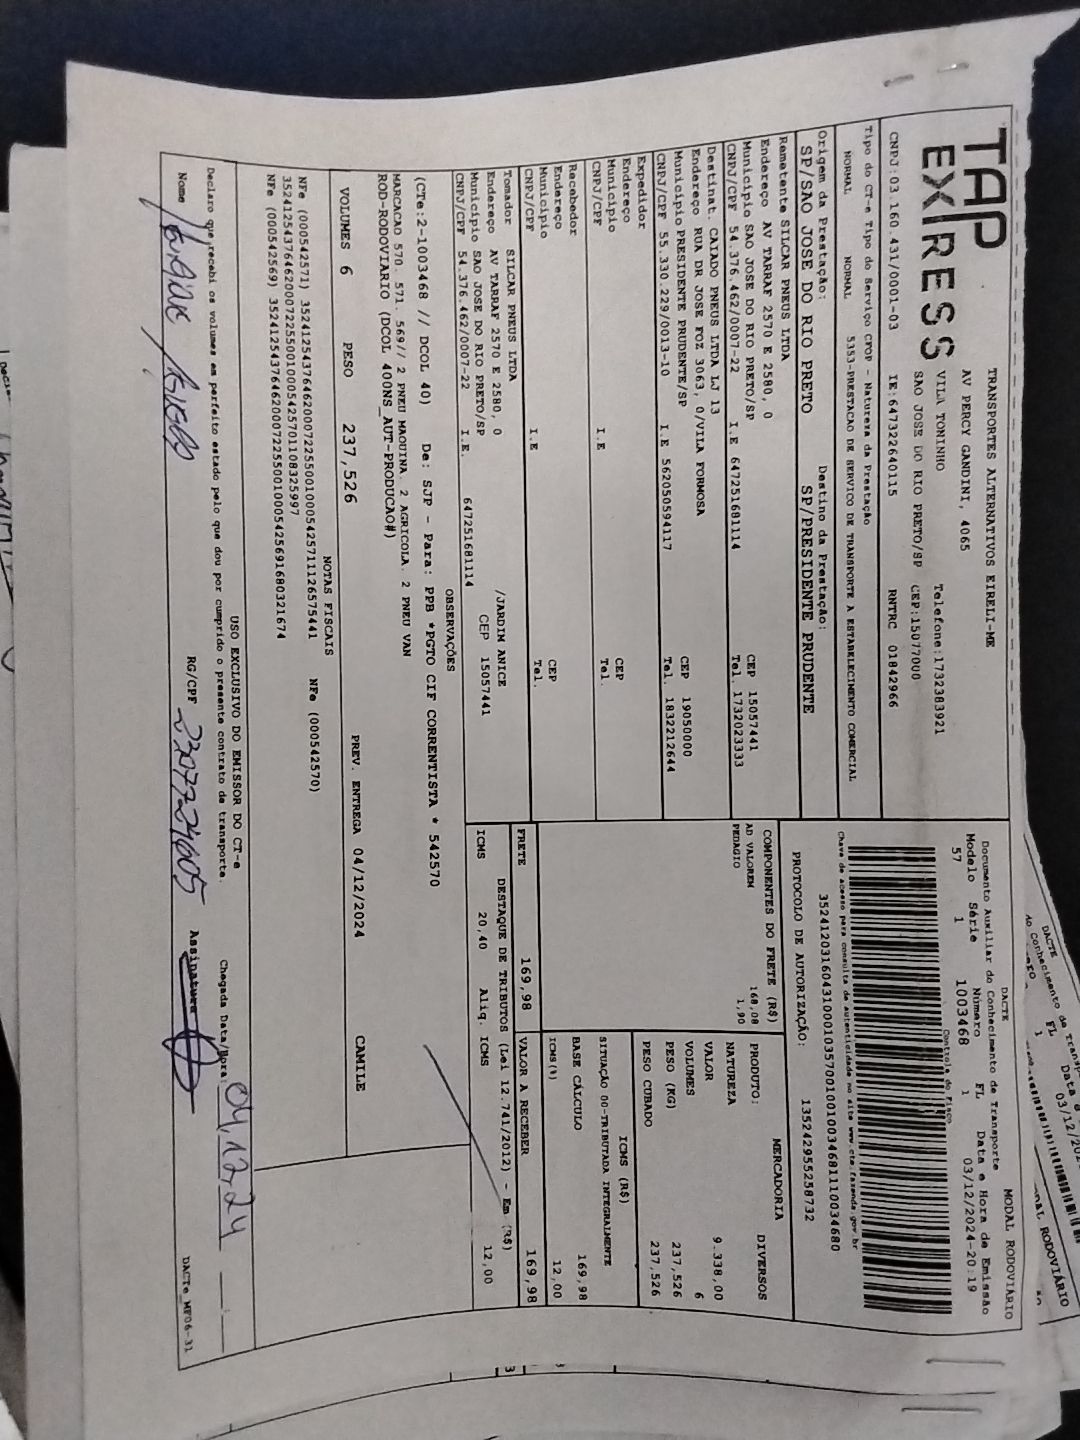 TAP
EXPRESS
TRANSPORTES ALTERNATIVOS EIRELI-ME
AV PERCY GANDINI, 4065
VILA TONINHO Telefone:1732383921
SAO JOSE DO RIO PRETO/SP CEP:15077000
CNPJ:03.160.431/0001-03 IE:647322640115 RNTRC 01842966
Tipo do CT-e Tipo do Serviço CFOP - Natureza da Prestação
NORMAL NORMAL 5353-PRESTACAO DE SERVICO DE TRANSPORTE A ESTABELECIMENTO COMERCIAL
Origem da Prestação: Destino da Prestação:
SP/SAO JOSE DO RIO PRETO SP/PRESIDENTE PRUDENTE
Remetente SILCAR PNEUS LTDA
Endereço AV TARRAF 2570 E 2580, 0 CEP 15057441
Município SAO JOSE DO RIO PRETO/SP Tel. 1732023333
CNPJ/CPF 54.376.462/0007-22 I.E 647251681114
Destinat. CAIADO PNEUS LTDA LJ 13
Endereço RUA DR JOSE FOZ 3063, 0/VILA FORMOSA
Município PRESIDENTE PRUDENTE/SP CEP 19050000
CNPJ/CPF 55.330.229/0013-10 I.E 562050594117 Tel. 1832212644
Expedidor
Endereço
Município CEP
CNPJ/CPF I.E Tel.
Recebedor
Endereço
Município CEP
CNPJ/CPF I.E Tel.
Tomador SILCAR PNEUS LTDA
Endereço AV TARRAF 2570 E 2580, 0 /JARDIM ANICE
Município SAO JOSE DO RIO PRETO/SP CEP 15057441
CNPJ/CPF 54.376.462/0007-22 I.E. 647251681114
DACTE MODAL RODOVIÁRIO
Documento Auxiliar do Conhecimento de Transporte
Modelo Série Número FL Data e Hora de Emissão
57 1 1003468 1 03/12/2024-20:19
Controle do Fisco
Chave de acesso para consulta de autenticidade no site www.cte.fazenda.gov.br
35241203160431000103570010010034681110034680
PROTOCOLO DE AUTORIZAÇÃO: 135242955258732
COMPONENTES DO FRETE (R$)
AD VALOREM 168,08
PEDAGIO 1,90
MERCADORIA
PRODUTO: DIVERSOS
NATUREZA
VALOR 9.338,00
VOLUMES 6
PESO (KG) 237,526
PESO CUBADO 237,526
ICMS (R$)
SITUAÇÃO 00-TRIBUTADA INTEGRALMENTE
BASE CÁLCULO 169,98
ICMS(%) 12,00
FRETE 169,98 VALOR A RECEBER 169,98
DESTAQUE DE TRIBUTOS (Lei 12.741/2012) - Em (R$)
ICMS 20,40 Aliq. ICMS 12,00
OBSERVAÇÕES
(CTe:2-1003468 // DCOL 40) De: SJP - Para: PPB *PGTO CIF CORRENTISTA * 542570
MARCACAO 570. 571. 569// 2 PNEU MAQUINA. 2 AGRICOLA. 2 PNEU VAN
ROD-RODOVIARIO (DCOL 400NS_AUT-PRODUCAO#)
VOLUMES 6 PESO 237,526 PREV. ENTREGA 04/12/2024 CAMILE
NOTAS FISCAIS
NFe (000542571) 35241254376462000722550010005425711126575441 NFe (000542570)
35241254376462000722550010005425701108325997
NFe (000542569) 35241254376462000722550010005425691680321674
USO EXCLUSIVO DO EMISSOR DO CT-e
Declaro que recebi os volumes em perfeito estado pelo que dou por cumprido o presente contrato de transporte. Chegada Data/Hora: 04,12,24
Nome RG/CPF Assinatura
DACTe_MF06-31